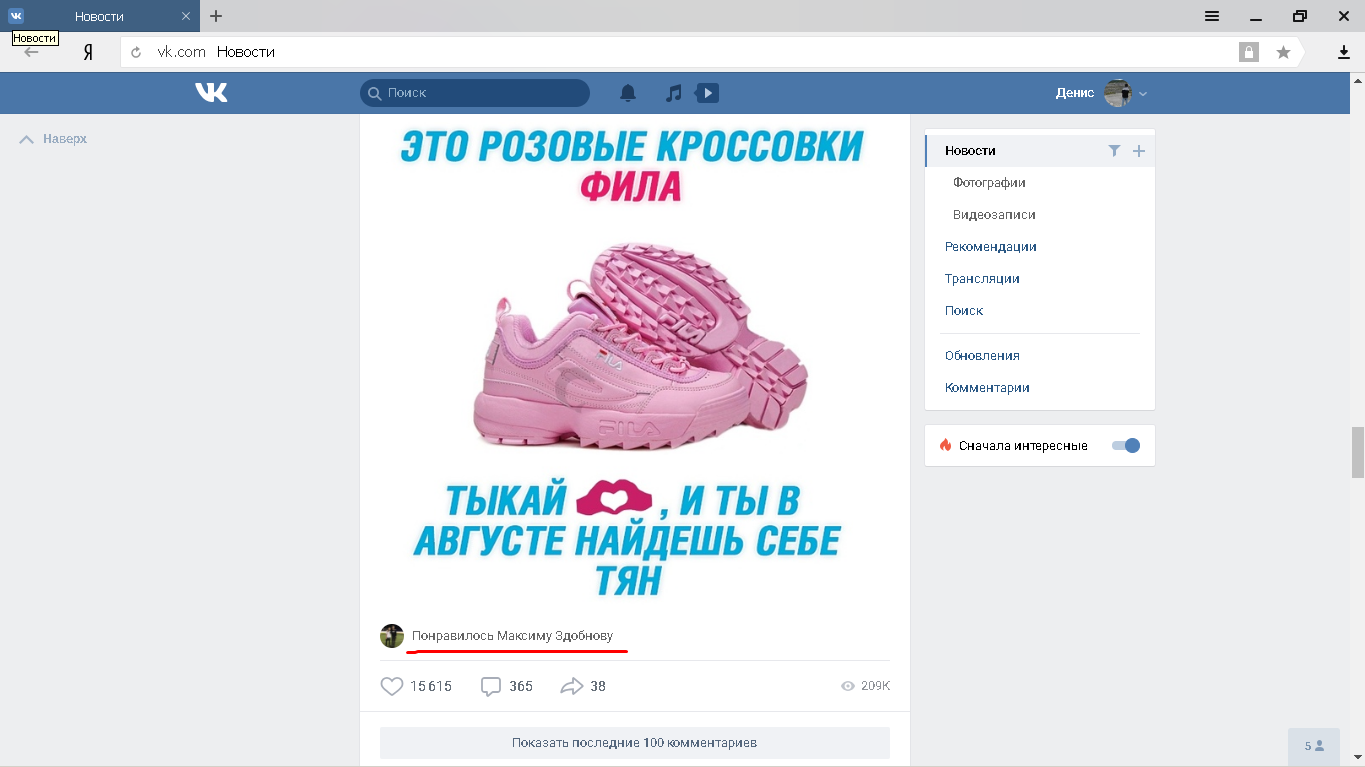 Новости
Новости
Я
vk.com Новости
Поиск
Денис
Наверх
ЭТО РОЗОВЫЕ КРОССОВКИ
ФИЛА
FILA
FILA
ТЫКАЙ , И ТЫ В
АВГУСТЕ НАЙДЕШЬ СЕБЕ
ТЯН
Понравилось Максиму Здобнову
15 615 365 38 209K
Показать последние 100 комментариев
Новости
Фотографии
Видеозаписи
Рекомендации
Трансляции
Поиск
Обновления
Комментарии
Сначала интересные
5